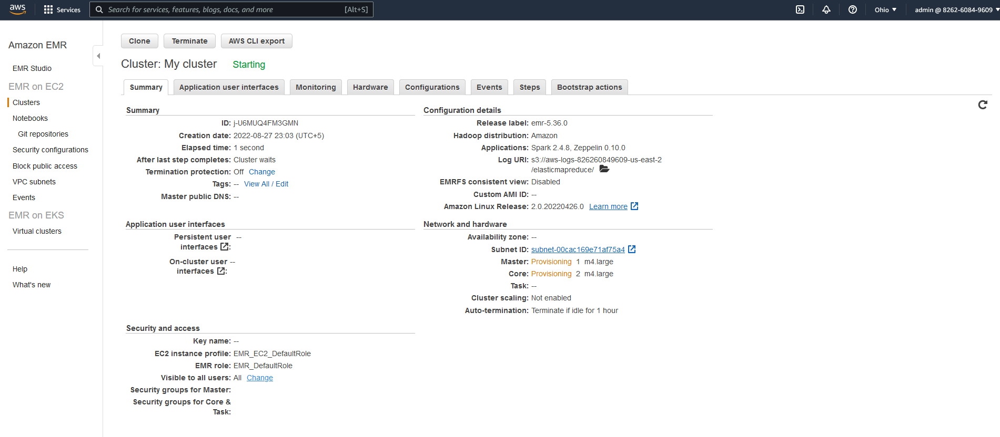 aws
Services
Search for services, features, blogs, docs, and more
[Alt+S]
Ohio
admin @ 8262-6084-9609
Amazon EMR
EMR Studio
EMR on EC2
Clusters
Notebooks
Git repositories
Security configurations
Block public access
VPC subnets
Events
EMR on EKS
Virtual clusters
Help
What's new
Clone
Terminate
AWS CLI export
Cluster: My cluster Starting
Summary
Application user interfaces
Monitoring
Hardware
Configurations
Events
Steps
Bootstrap actions
Summary
ID: j-U6MUQ4FM3GMN
Creation date: 2022-08-27 23:03 (UTC+5)
Elapsed time: 1 second
After last step completes: Cluster waits
Termination protection: Off Change
Tags: -- View All / Edit
Master public DNS: --
Configuration details
Release label: emr-5.36.0
Hadoop distribution: Amazon
Applications: Spark 2.4.8, Zeppelin 0.10.0
Log URI: s3://aws-logs-826260849609-us-east-2
/elasticmapreduce/
EMRFS consistent view: Disabled
Custom AMI ID: --
Amazon Linux Release: 2.0.20220426.0 Learn more
Application user interfaces
Persistent user --
interfaces :
On-cluster user --
interfaces :
Network and hardware
Availability zone: --
Subnet ID: subnet-00cac169e71af75a4
Master: Provisioning 1 m4.large
Core: Provisioning 2 m4.large
Task: --
Cluster scaling: Not enabled
Auto-termination: Terminate if idle for 1 hour
Security and access
Key name: --
EC2 instance profile: EMR_EC2_DefaultRole
EMR role: EMR_DefaultRole
Visible to all users: All Change
Security groups for Master:
Security groups for Core &
Task: